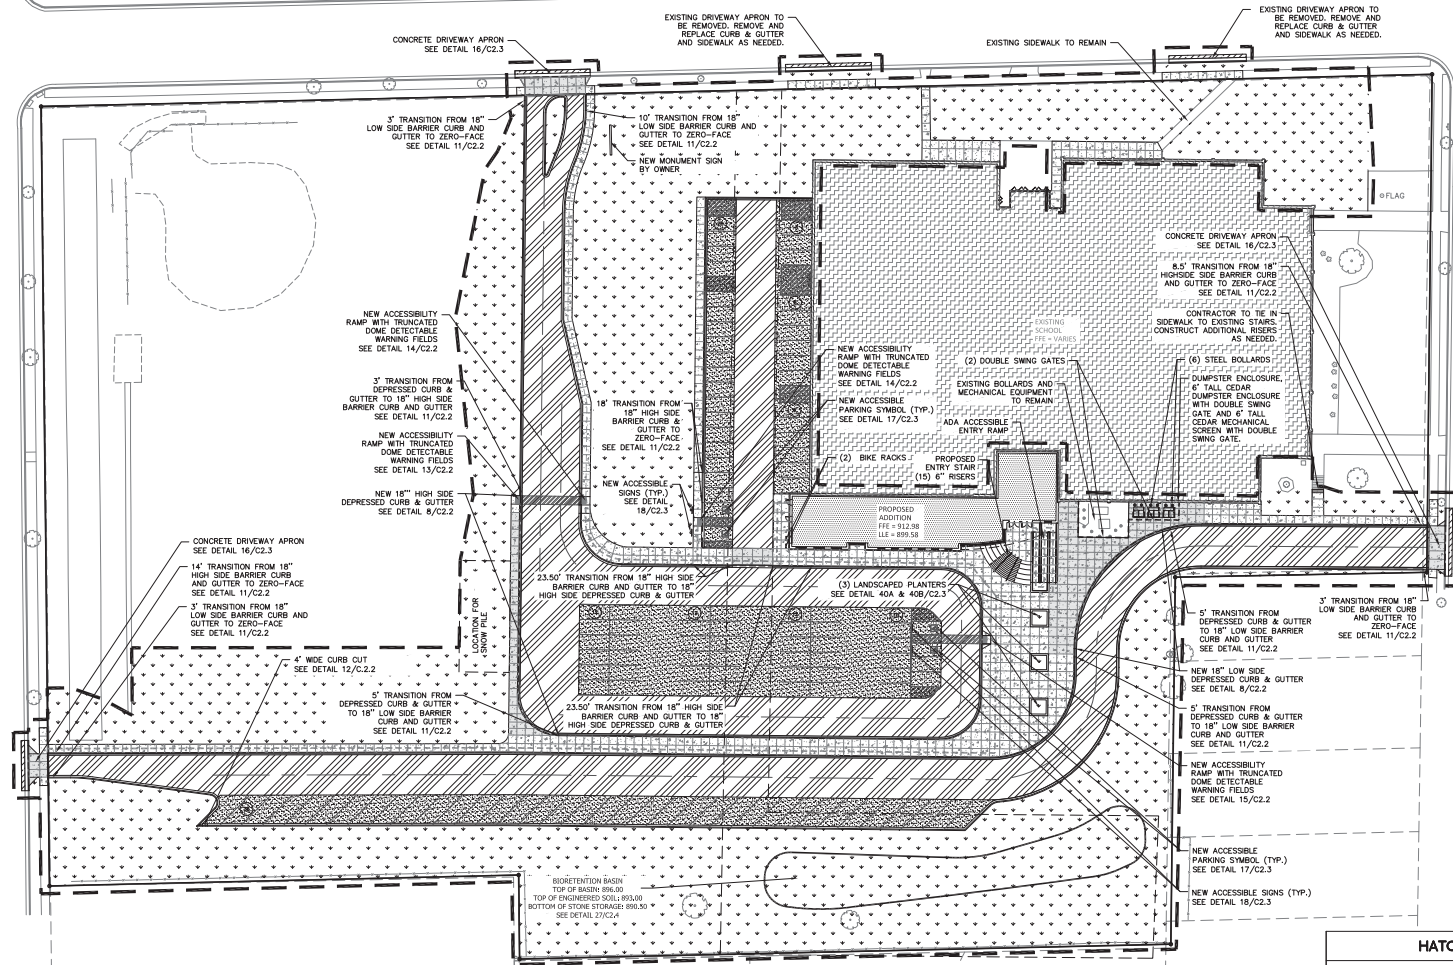 EXISTING DRIVEWAY APRON TO
BE REMOVED. REMOVE AND
REPLACE CURB & GUTTER
AND SIDEWALK AS NEEDED.
EXISTING DRIVEWAY APRON TO
BE REMOVED. REMOVE AND
REPLACE CURB & GUTTER
AND SIDEWALK AS NEEDED.
CONCRETE DRIVEWAY APRON
SEE DETAIL 16/C2.3
EXISTING SIDEWALK TO REMAIN
3' TRANSITION FROM 18"
LOW SIDE BARRIER CURB AND
GUTTER TO ZERO-FACE
SEE DETAIL 11/C2.2
10' TRANSITION FROM 18"
LOW SIDE BARRIER CURB AND
GUTTER TO ZERO-FACE
SEE DETAIL 11/C2.2
NEW MONUMENT SIGN
BY OWNER
FLAG
CONCRETE DRIVEWAY APRON
SEE DETAIL 16/C2.3
8.5' TRANSITION FROM 18"
HIGHSIDE SIDE BARRIER CURB
AND GUTTER TO ZERO-FACE
SEE DETAIL 11/C2.2
CONTRACTOR TO TIE IN
SIDEWALK TO EXISTING STAIRS.
CONSTRUCT ADDITIONAL RISERS
AS NEEDED.
NEW ACCESSIBILITY
RAMP WITH TRUNCATED
DOME DETECTABLE
WARNING FIELDS
SEE DETAIL 14/C2.2
EXISTING
SCHOOL
FFE = VARIES
NEW ACCESSIBILITY
RAMP WITH TRUNCATED
DOME DETECTABLE
WARNING FIELDS
SEE DETAIL 14/C2.2
(2) DOUBLE SWING GATES
(6) STEEL BOLLARDS
3' TRANSITION FROM
DEPRESSED CURB &
GUTTER TO 18" HIGH SIDE
BARRIER CURB AND GUTTER
SEE DETAIL 11/C2.2
EXISTING BOLLARDS AND
MECHANICAL EQUIPMENT
TO REMAIN
DUMPSTER ENCLOSURE,
6' TALL CEDAR
DUMPSTER ENCLOSURE
WITH DOUBLE SWING
GATE AND 6' TALL
CEDAR MECHANICAL
SCREEN WITH DOUBLE
SWING GATE.
18' TRANSITION FROM
18" HIGH SIDE
BARRIER CURB &
GUTTER TO
ZERO-FACE
SEE DETAIL 11/C2.2
NEW ACCESSIBLE
PARKING SYMBOL (TYP.)
SEE DETAIL 17/C2.3
ADA ACCESSIBLE
ENTRY RAMP
NEW ACCESSIBILITY
RAMP WITH TRUNCATED
DOME DETECTABLE
WARNING FIELDS
SEE DETAIL 13/C2.2
(2) BIKE RACKS
PROPOSED
ENTRY STAIR
(15) 6" RISERS
NEW 18" HIGH SIDE
DEPRESSED CURB & GUTTER
SEE DETAIL 8/C2.2
NEW ACCESSIBLE
SIGNS (TYP.)
SEE DETAIL
18/C2.3
PROPOSED
ADDITION
FFE = 912.98
LLE = 899.58
CONCRETE DRIVEWAY APRON
SEE DETAIL 16/C2.3
14' TRANSITION FROM 18"
HIGH SIDE BARRIER CURB
AND GUTTER TO ZERO-FACE
SEE DETAIL 11/C2.2
3' TRANSITION FROM 18"
LOW SIDE BARRIER CURB AND
GUTTER TO ZERO-FACE
SEE DETAIL 11/C2.2
23.50' TRANSITION FROM 18" HIGH SIDE
BARRIER CURB AND GUTTER TO 18"
HIGH SIDE DEPRESSED CURB & GUTTER
(3) LANDSCAPED PLANTERS
SEE DETAIL 40A & 40B/C2.3
3' TRANSITION FROM 18"
LOW SIDE BARRIER CURB
AND GUTTER TO
ZERO-FACE
SEE DETAIL 11/C2.2
5' TRANSITION FROM
DEPRESSED CURB & GUTTER
TO 18" LOW SIDE BARRIER
CURB AND GUTTER
SEE DETAIL 11/C2.2
LOCATION FOR
SNOW PILE
4' WIDE CURB CUT
SEE DETAIL 12/C.2.2
NEW 18" LOW SIDE
DEPRESSED CURB & GUTTER
SEE DETAIL 8/C2.2
5' TRANSITION FROM
DEPRESSED CURB & GUTTER
TO 18" LOW SIDE BARRIER
CURB AND GUTTER
SEE DETAIL 11/C2.2
23.50' TRANSITION FROM 18" HIGH SIDE
BARRIER CURB AND GUTTER TO 18"
HIGH SIDE DEPRESSED CURB & GUTTER
5' TRANSITION FROM
DEPRESSED CURB & GUTTER
TO 18" LOW SIDE BARRIER
CURB AND GUTTER
SEE DETAIL 11/C2.2
NEW ACCESSIBILITY
RAMP WITH TRUNCATED
DOME DETECTABLE
WARNING FIELDS
SEE DETAIL 15/C2.2
NEW ACCESSIBLE
PARKING SYMBOL (TYP.)
SEE DETAIL 17/C2.3
NEW ACCESSIBLE SIGNS (TYP.)
SEE DETAIL 18/C2.3
BIORETENTION BASIN
TOP OF BASIN: 896.00
TOP OF ENGINEERED SOIL: 893.00
BOTTOM OF STONE STORAGE: 890.50
SEE DETAIL 27/C2.4
HATC